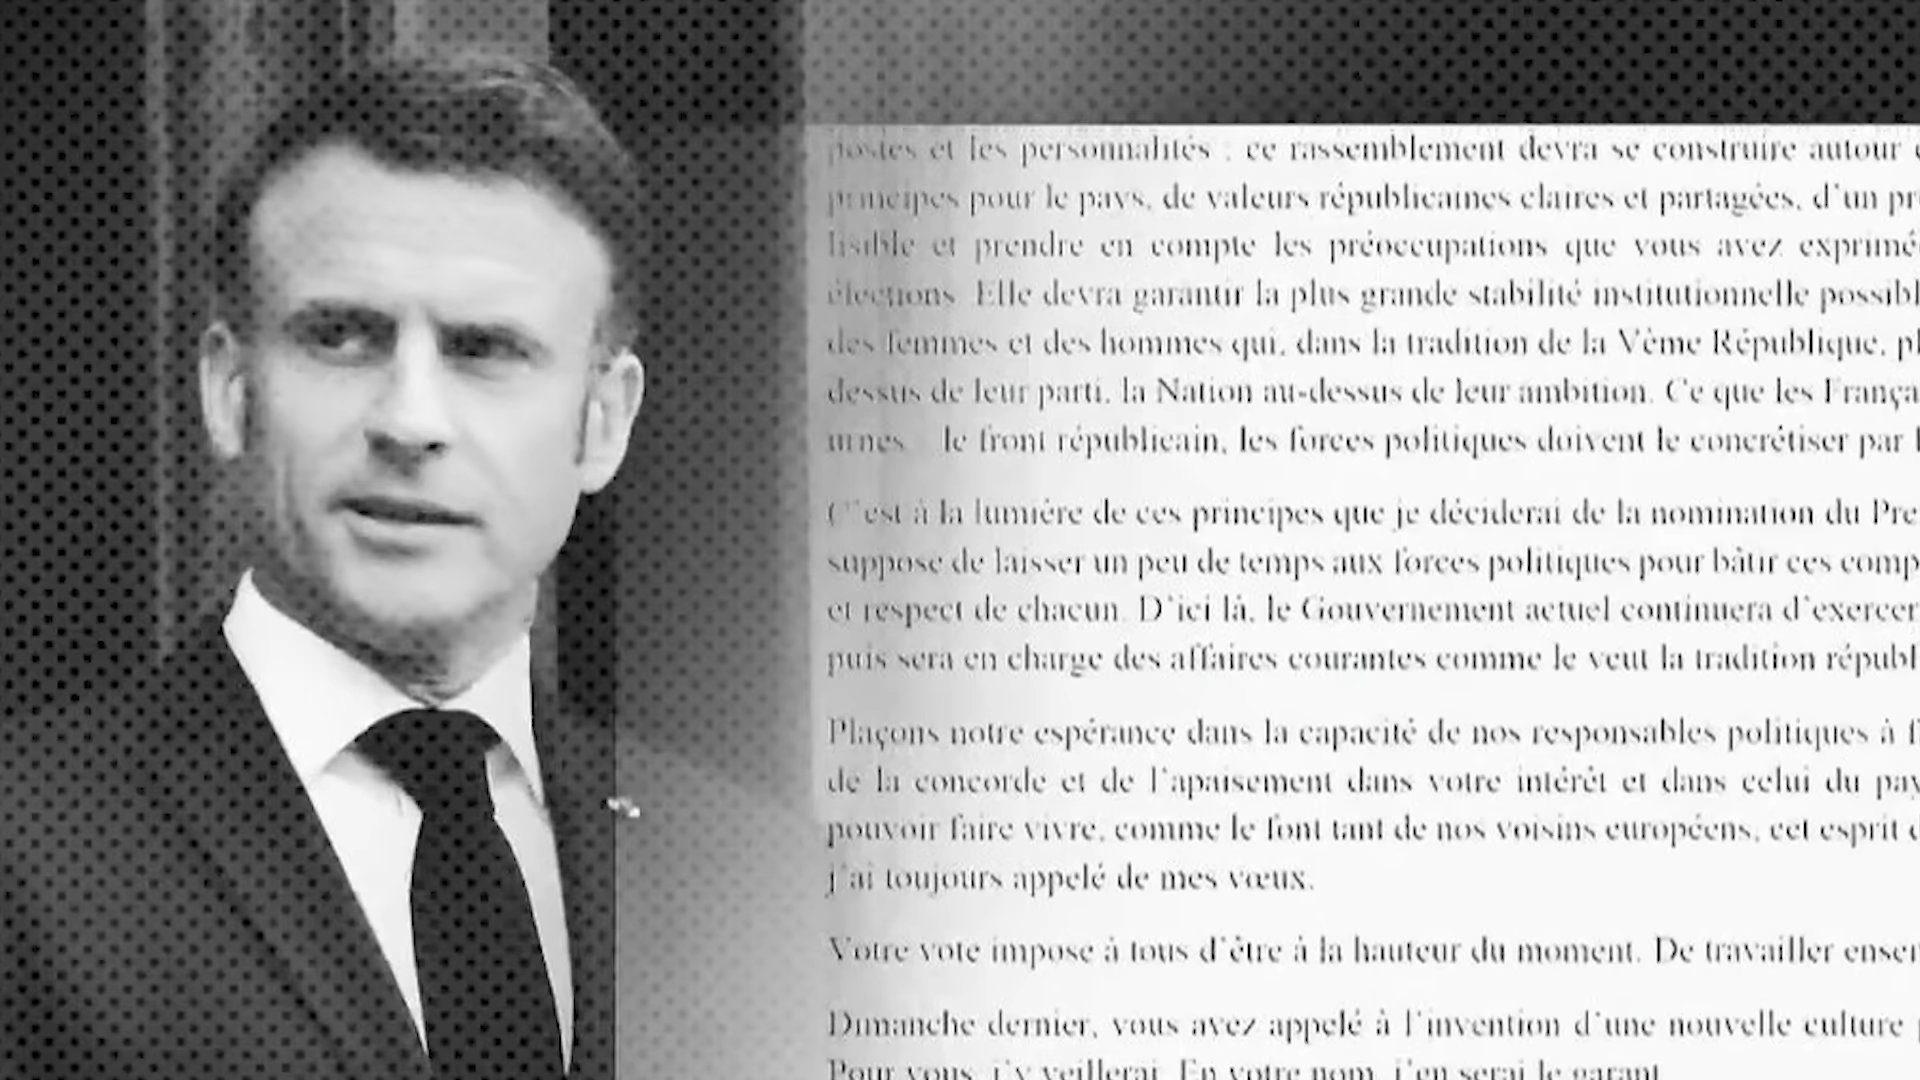 postes et les personnalités : ce rassemblement devra se construire autour
principes pour le pays, de valeurs républicaines claires et partagées, d'un
lisible et prendre en compte les préoccupations que vous avez
élections. Elle devra garantir la plus grande stabilité institutionnelle
des femmes et des hommes qui, dans la tradition de la Vème République,
dessus de leur parti, la Nation au-dessus de leur ambition. Ce que les
urnes le front républicain, les forces politiques doivent le concrétiser par
C'est à la lumière de ces principes que je déciderai de la nomination du
suppose de laisser un peu de temps aux forces politiques pour bâtir ces
et respect de chacun. D'ici là, le Gouvernement actuel continuera d'exercer
puis sera en charge des affaires courantes comme le veut la tradition
Plaçons notre espérance dans la capacité de nos responsables politiques à
de la concorde et de l'apaisement dans votre intérêt et dans celui du
pouvoir faire vivre, comme le font tant de nos voisins européens, cet esprit
j'ai toujours appelé de mes vœux.
Votre vote impose à tous d'être à la hauteur du moment. De travailler
Dimanche dernier, vous avez appelé à l'invention d'une nouvelle culture
Pour vous, j'y veillerai. En votre nom, j'en serai le garant.